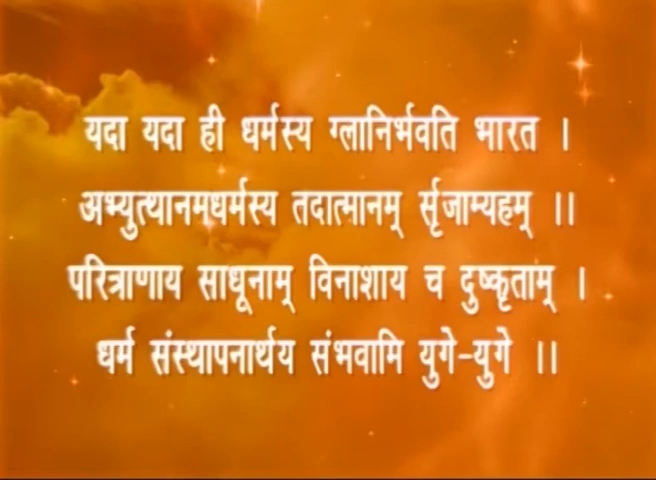 यदा यदा ही धर्मस्य ग्लानिर्भवति भारत ।
अभ्युत्थानमधर्मस्य तदात्मानम् र्सृजाम्यहम् ।।
परित्राणाय साधूनाम् विनाशाय च दुष्कृताम् ।
धर्म संस्थापनार्थय संभवामि युगे-युगे ।।